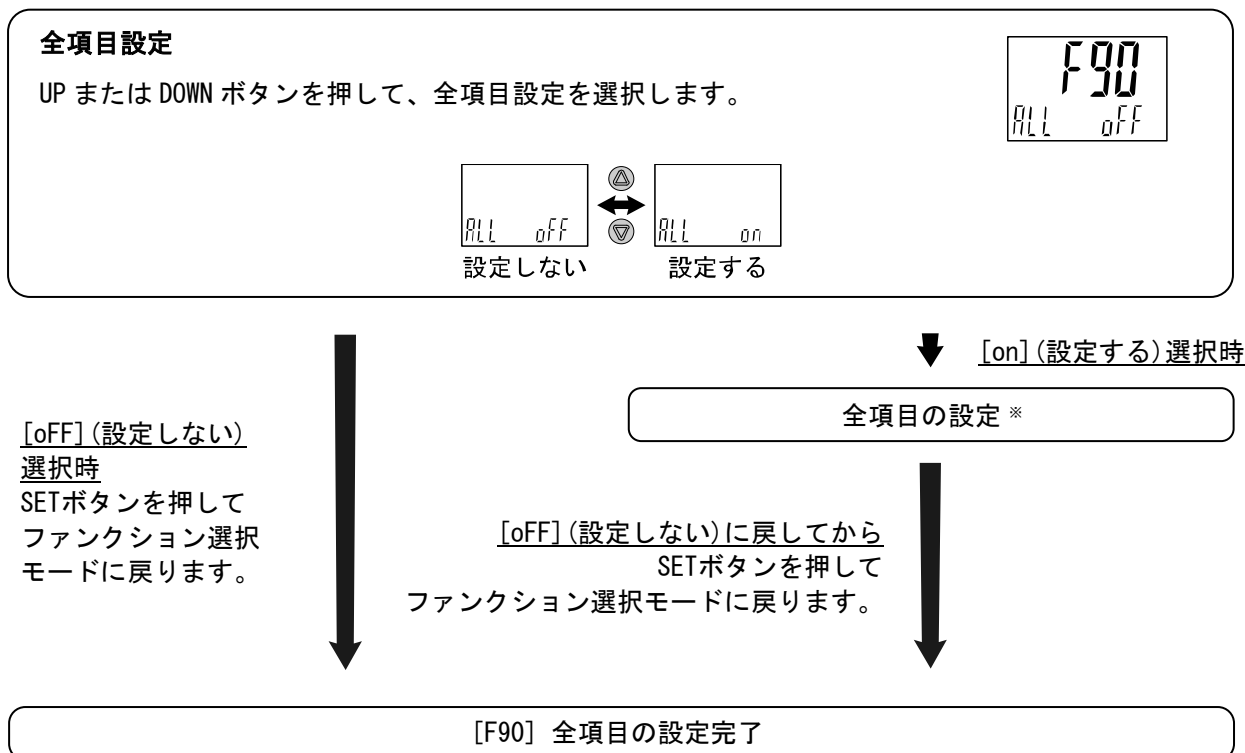 全項目設定
UP または DOWN ボタンを押して、全項目設定を選択します。
F90
ALL oFF
ALL oFF
ALL on
設定しない
設定する
[on](設定する)選択時
全項目の設定※
[oFF](設定しない)
選択時
SETボタンを押して
ファンクション選択
モードに戻ります。
[oFF](設定しない)に戻してから
SETボタンを押して
ファンクション選択モードに戻ります。
[F90] 全項目の設定完了